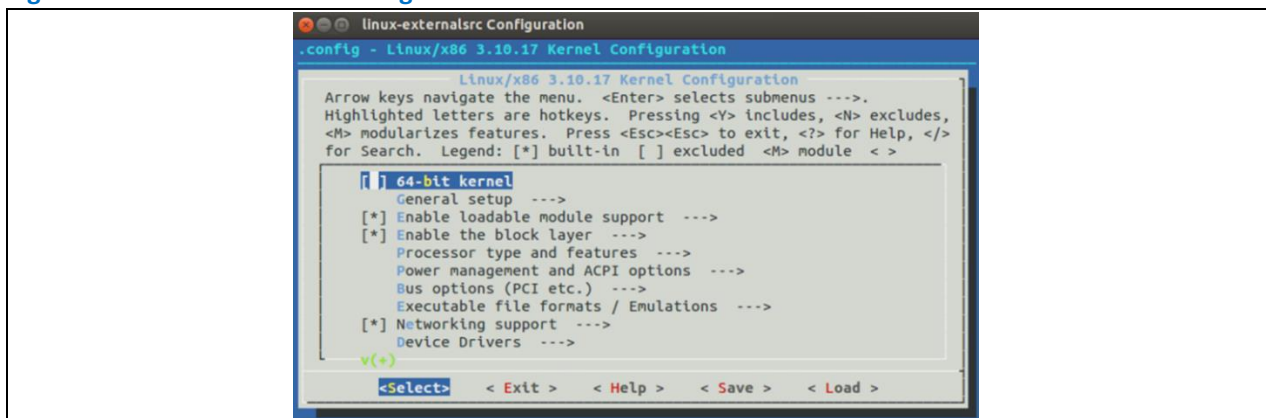 linux-externalsrc Configuration
.config - Linux/x86 3.10.17 Kernel Configuration
Linux/x86 3.10.17 Kernel Configuration
Arrow keys navigate the menu. <Enter> selects submenus --->.
Highlighted letters are hotkeys. Pressing <Y> includes, <N> excludes,
<M> modularizes features. Press <Esc><Esc> to exit, <?> for Help, </>
for Search. Legend: [*] built-in [ ] excluded <M> module < >
[ ] 64-bit kernel
General setup --->
[*] Enable loadable module support --->
[*] Enable the block layer --->
Processor type and features --->
Power management and ACPI options --->
Bus options (PCI etc.) --->
Executable file formats / Emulations --->
[*] Networking support --->
Device Drivers --->
v(+)
<Select> < Exit > < Help > < Save > < Load >